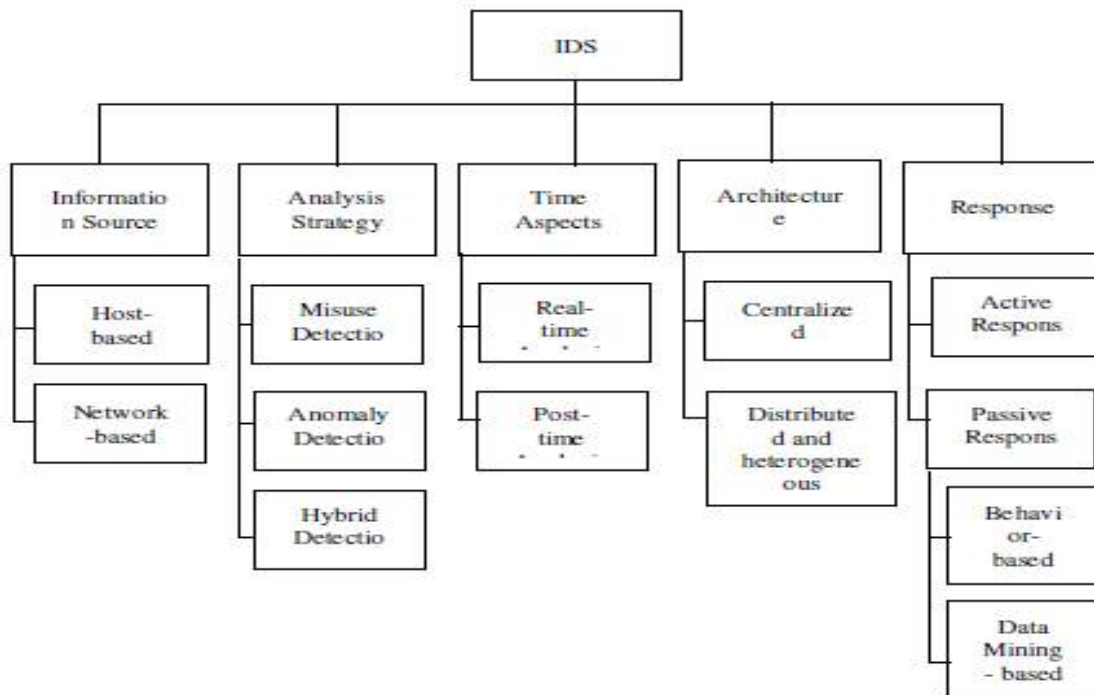 IDS
Informatio
n Source
Analysis
Strategy
Time
Aspects
Architectur
e
Response
Host-
based
Network
-based
Misuse
Detectio
Anomaly
Detectio
Hybrid
Detectio
Real-
time
Post-
time
Centralize
d
Distribute
d and
heterogene
ous
Active
Respons
Passive
Respons
Behavi
or-
based
Data
Mining
- based